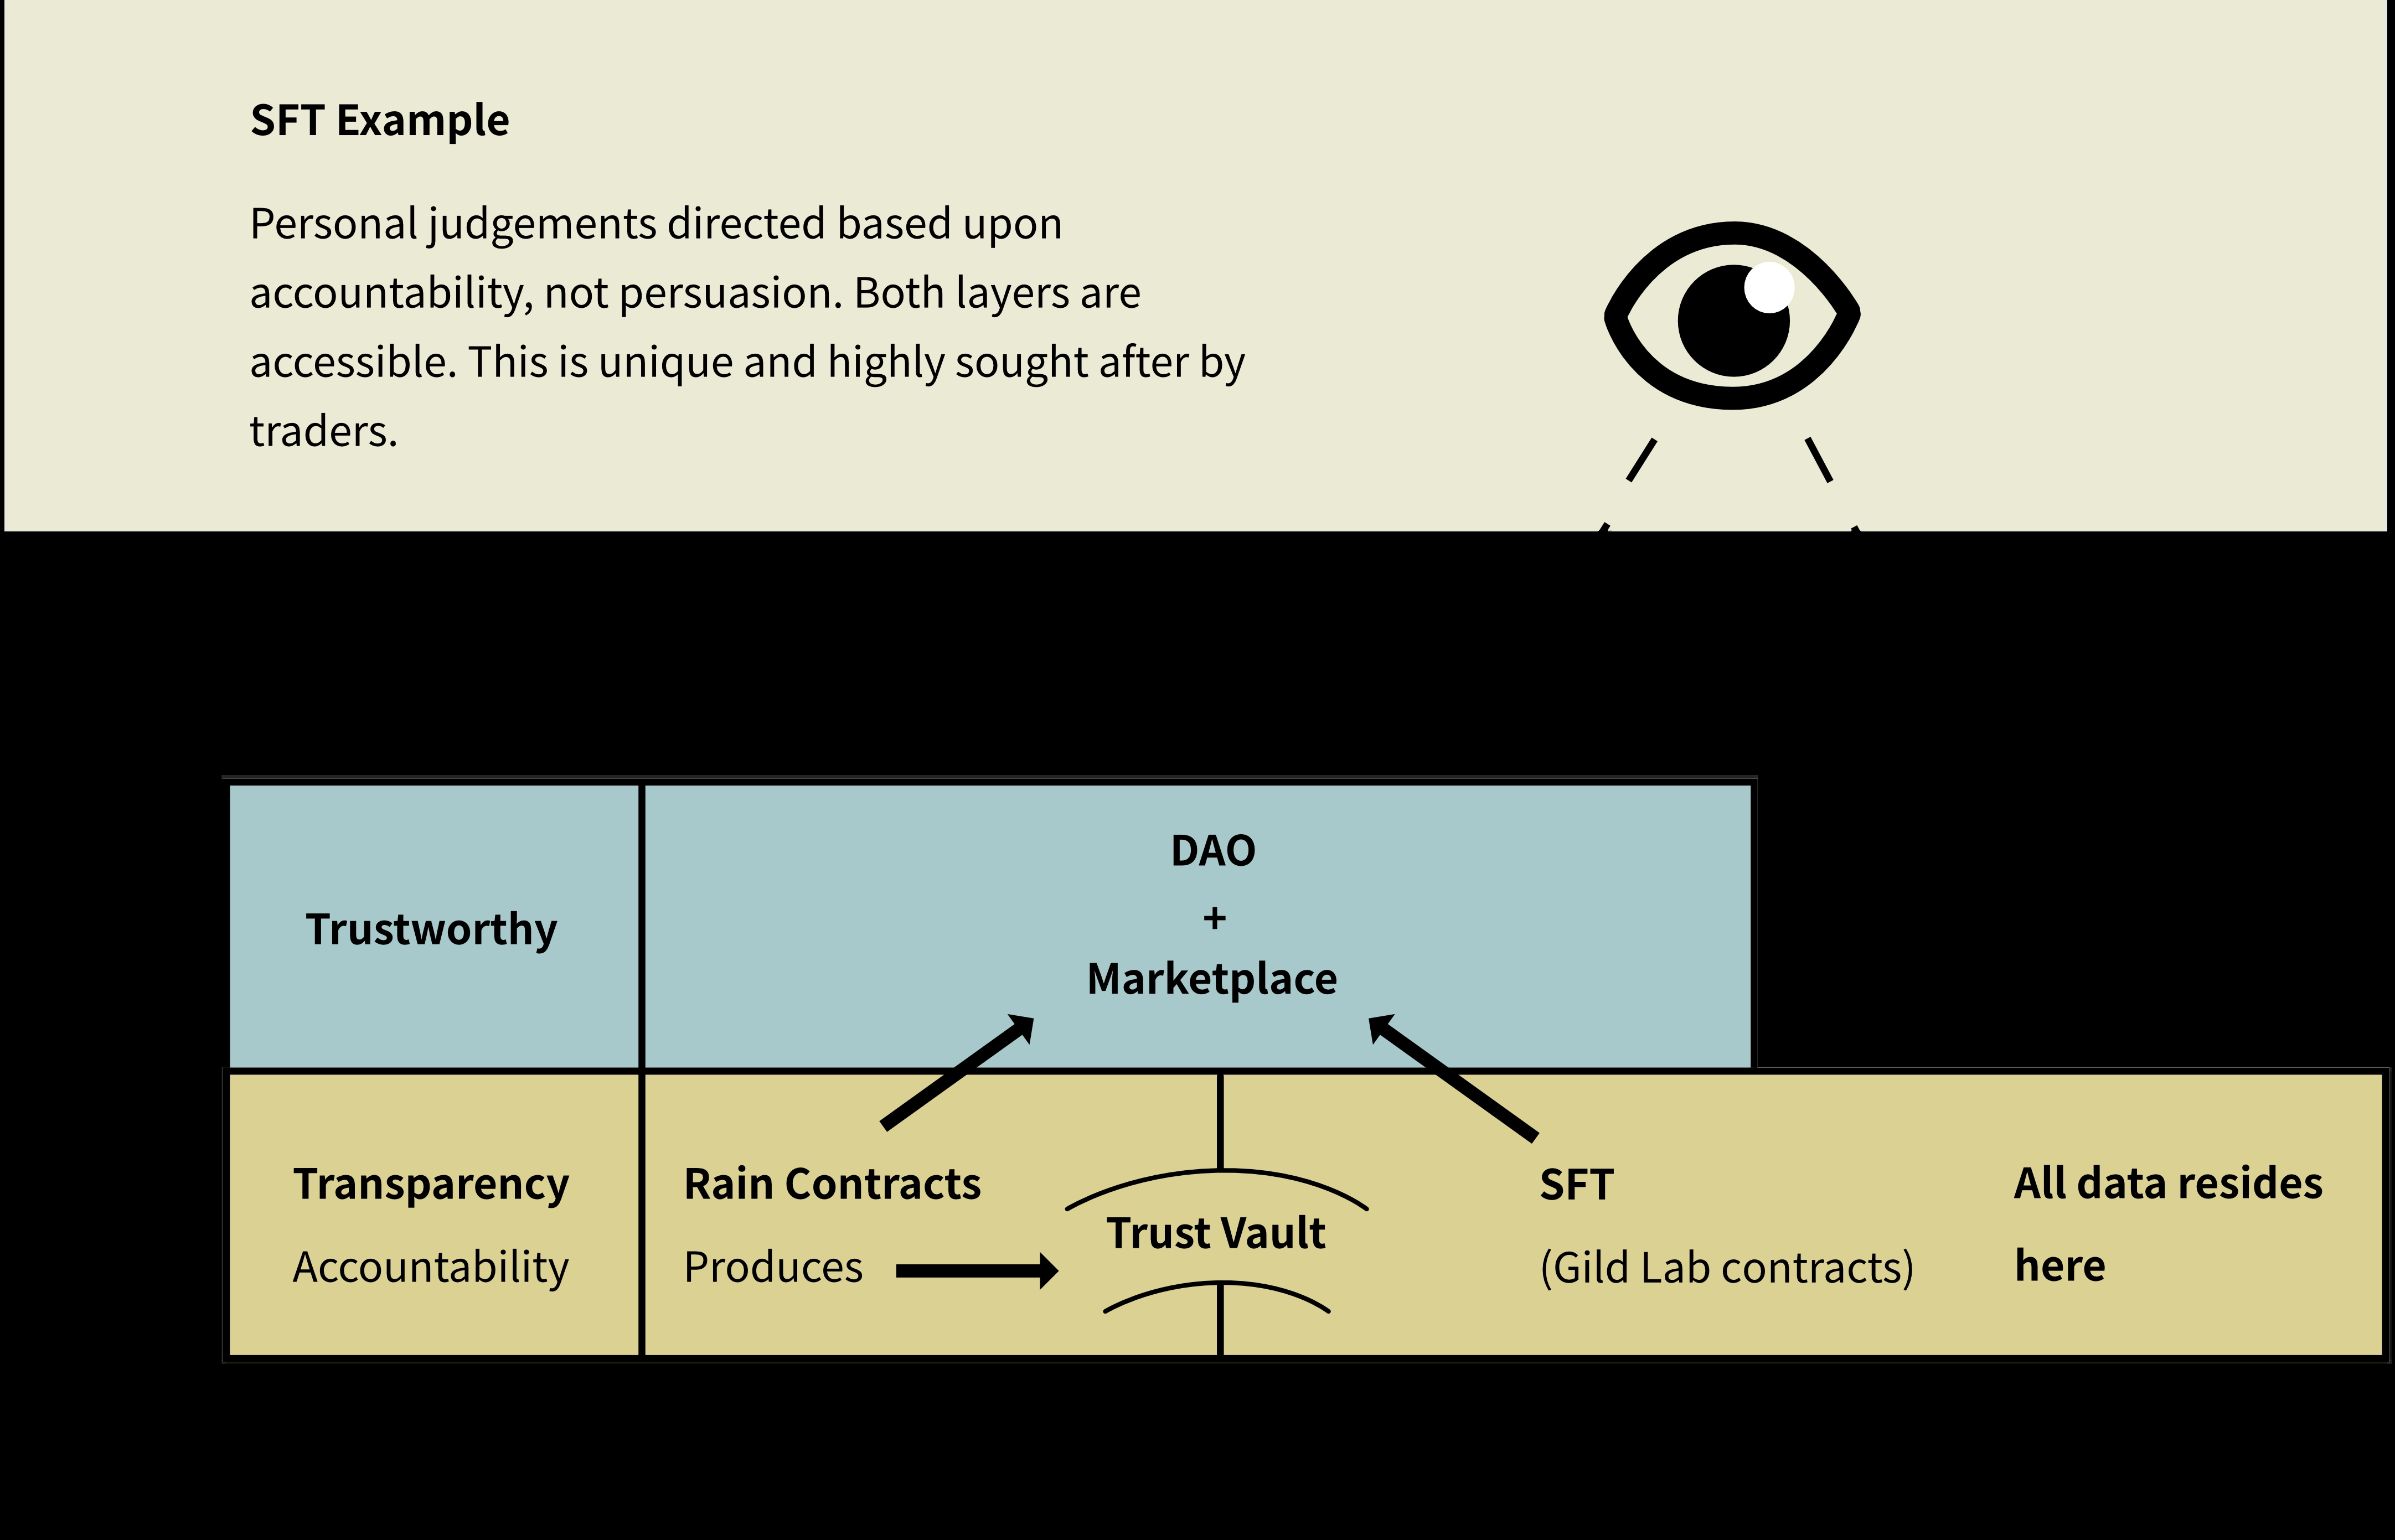 SFT Example
Personal judgements directed based upon
accountability, not persuasion. Both layers are
accessible. This is unique and highly sought after by
traders.
DAO
+
Marketplace
Trustworthy
Transparency
Accountability
Rain Contracts
Produces
Trust Vault
SFT
(Gild Lab contracts)
All data resides
here